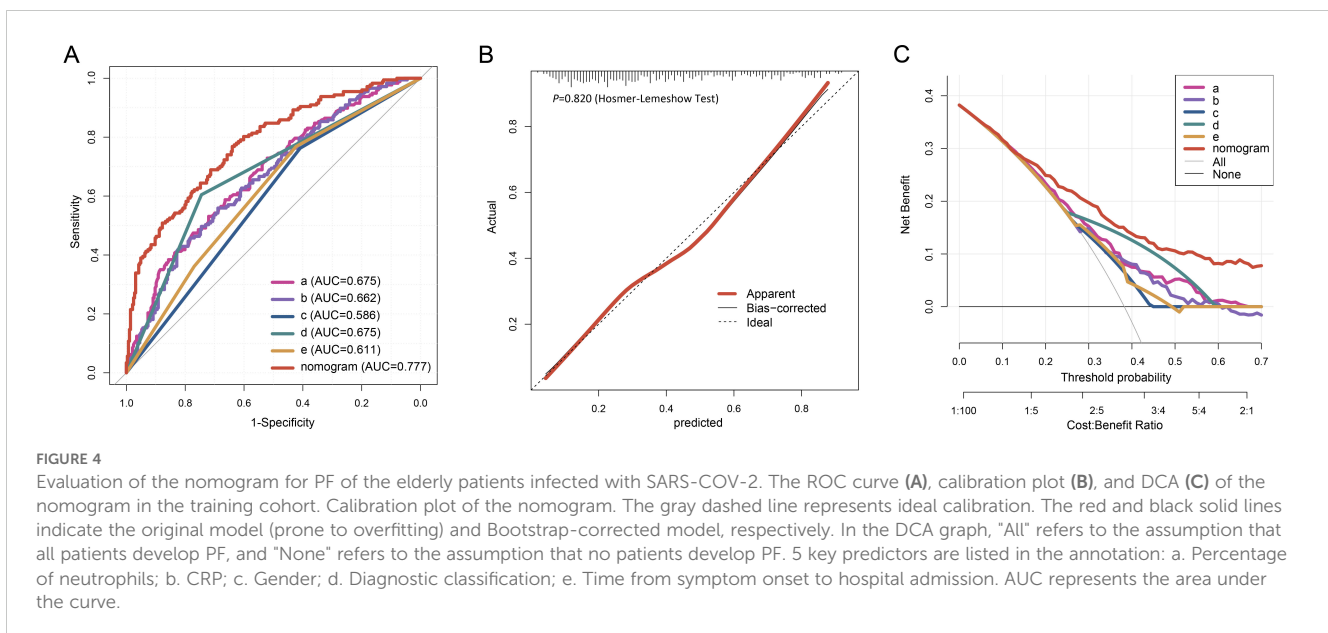 A
Sensitivity
1.0
0.8
0.6
0.4
0.2
0.0
a (AUC=0.675)
b (AUC=0.662)
c (AUC=0.586)
d (AUC=0.675)
e (AUC=0.611)
nomogram (AUC=0.777)
1.0 0.8 0.6 0.4 0.2 0.0
1-Specificity
B
P=0.820 (Hosmer-Lemeshow Test)
Actual
0.8
0.6
0.4
0.2
Apparent
Bias-corrected
Ideal
0.2 0.4 0.6 0.8
predicted
C
Net Benefit
0.4
0.3
0.2
0.1
0.0
a
b
c
d
e
nomogram
All
None
0.0 0.1 0.2 0.3 0.4 0.5 0.6 0.7
Threshold probability
1:100 1:5 2:5 3:4 5:4 2:1
Cost:Benefit Ratio
FIGURE 4
Evaluation of the nomogram for PF of the elderly patients infected with SARS-COV-2. The ROC curve (A), calibration plot (B), and DCA (C) of the
nomogram in the training cohort. Calibration plot of the nomogram. The gray dashed line represents ideal calibration. The red and black solid lines
indicate the original model (prone to overfitting) and Bootstrap-corrected model, respectively. In the DCA graph, "All" refers to the assumption that
all patients develop PF, and "None" refers to the assumption that no patients develop PF. 5 key predictors are listed in the annotation: a. Percentage
of neutrophils; b. CRP; c. Gender; d. Diagnostic classification; e. Time from symptom onset to hospital admission. AUC represents the area under
the curve.